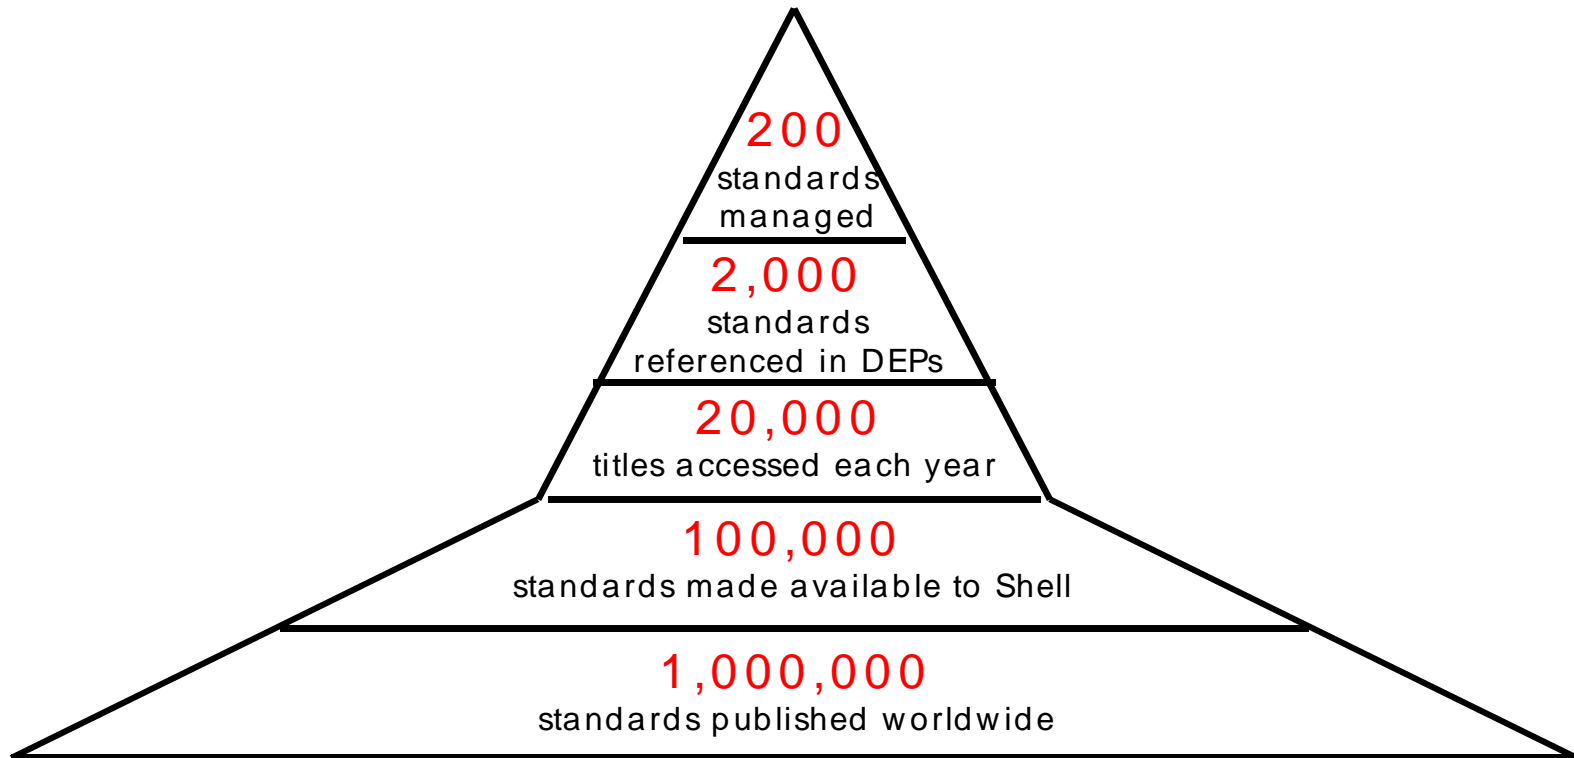 200
standards
managed
2,000
standards
referenced in DEPs
20,000
titles accessed each year
100,000
standards made available to Shell
1,000,000
standards published worldwide